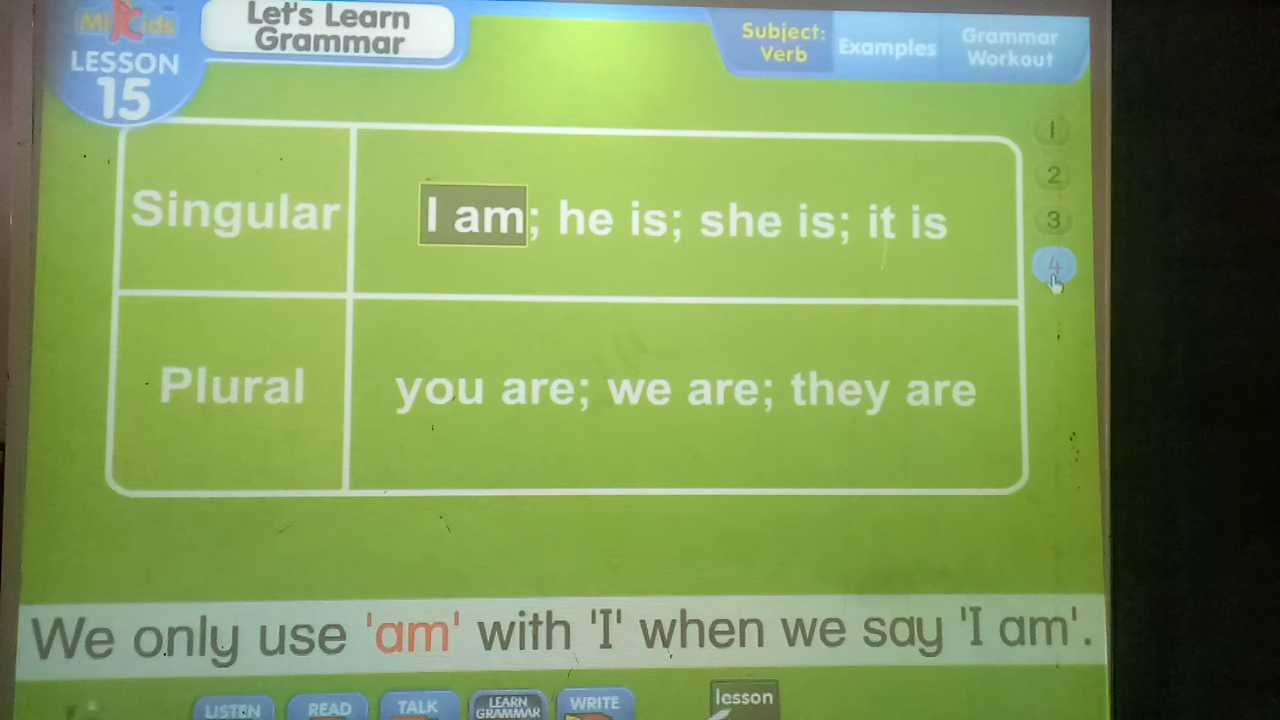 MiKids
LESSON
15
Let's Learn
Grammar
Subject:
Verb
Examples
Grammar
Workout
1
2
3
4
Singular
I am; he is; she is; it is
Plural
you are; we are; they are
We only use 'am' with 'I' when we say 'I am'.
LISTEN
READ
TALK
LEARN
GRAMMAR
WRITE
lesson